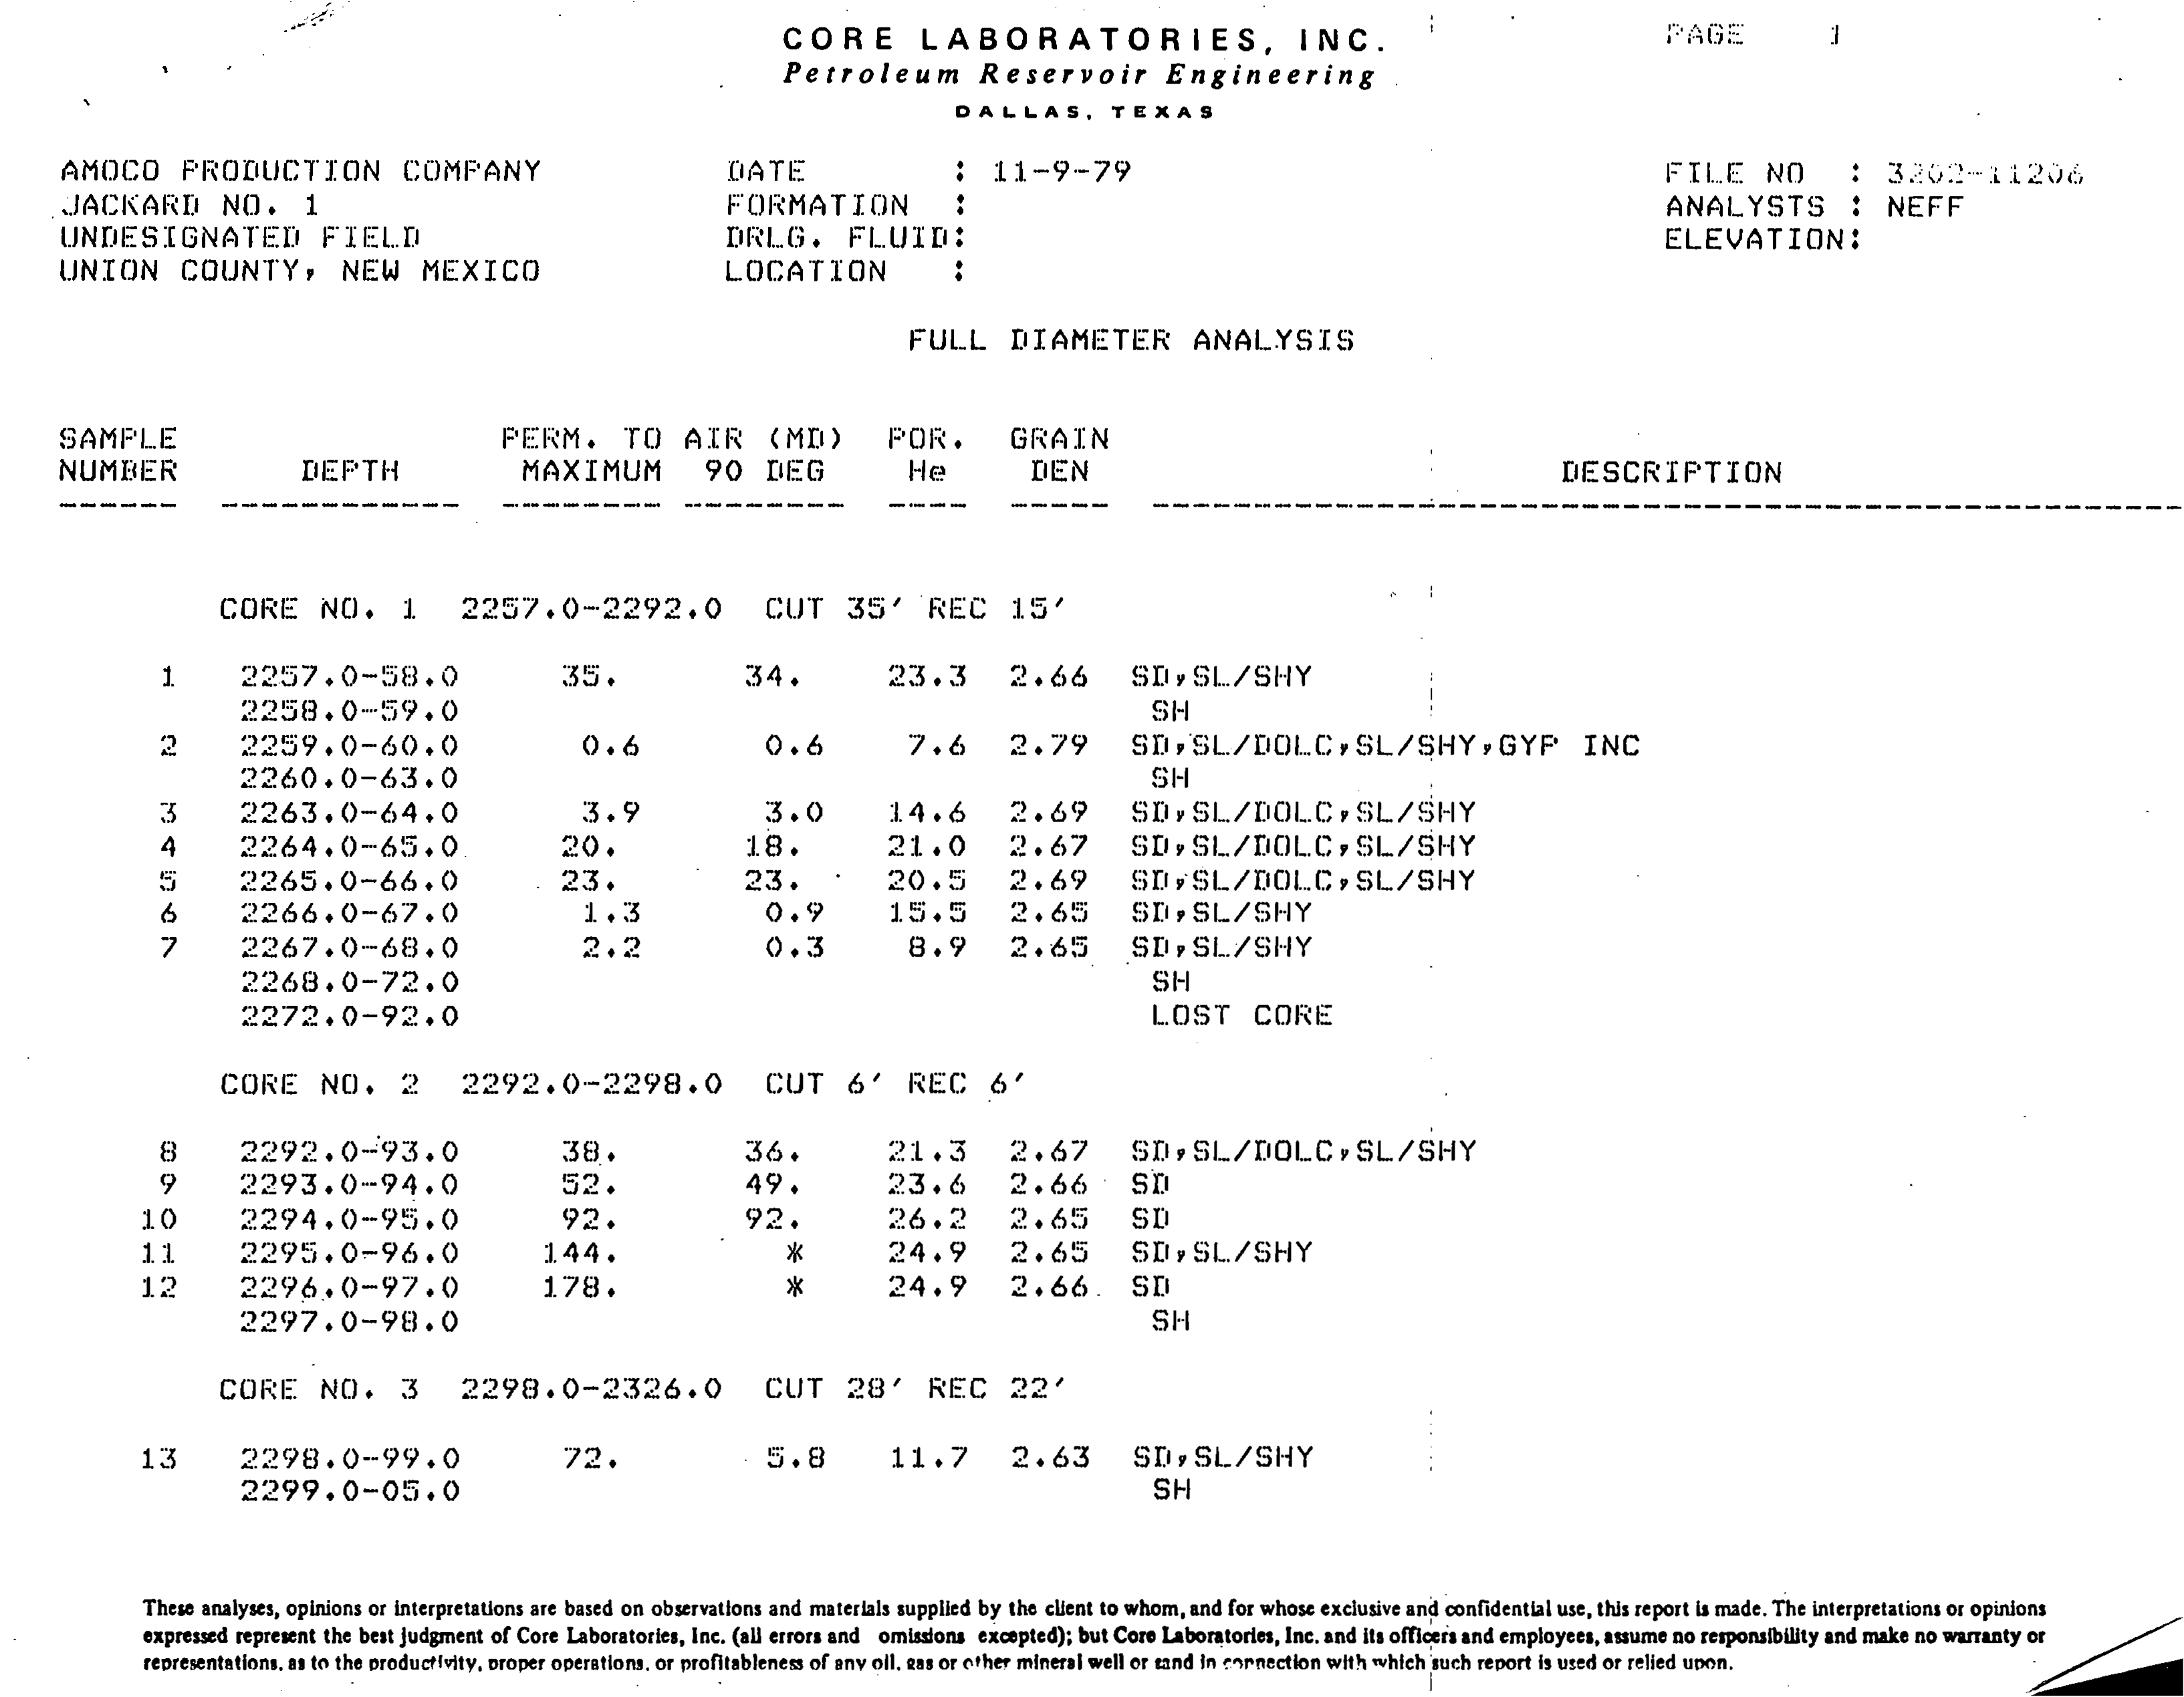 CORE LABORATORIES, INC.
Petroleum Reservoir Engineering
DALLAS, TEXAS
PAGE 1
AMOCO PRODUCTION COMPANY DATE : 11-9-79 FILE NO : 3202-11206
JACKARD NO. 1 FORMATION : ANALYSTS : NEFF
UNDESIGNATED FIELD DRLG. FLUID: ELEVATION:
UNION COUNTY, NEW MEXICO LOCATION :
FULL DIAMETER ANALYSIS
SAMPLE PERM. TO AIR (MD) POR. GRAIN
NUMBER DEPTH MAXIMUM 90 DEG He DEN DESCRIPTION
CORE NO. 1 2257.0-2292.0 CUT 35' REC 15'
1 2257.0-58.0 35. 34. 23.3 2.66 SD,SL/SHY
2258.0-59.0 SH
2 2259.0-60.0 0.6 0.6 7.6 2.79 SD,SL/DOLC,SL/SHY,GYP INC
2260.0-63.0 SH
3 2263.0-64.0 3.9 3.0 14.6 2.69 SD,SL/DOLC,SL/SHY
4 2264.0-65.0 20. 18. 21.0 2.67 SD,SL/DOLC,SL/SHY
5 2265.0-66.0 23. 23. 20.5 2.69 SD,SL/DOLC,SL/SHY
6 2266.0-67.0 1.3 0.9 15.5 2.65 SD,SL/SHY
7 2267.0-68.0 2.2 0.3 8.9 2.65 SD,SL/SHY
2268.0-72.0 SH
2272.0-92.0 LOST CORE
CORE NO. 2 2292.0-2298.0 CUT 6' REC 6'
8 2292.0-93.0 38. 36. 21.3 2.67 SD,SL/DOLC,SL/SHY
9 2293.0-94.0 52. 49. 23.6 2.66 SD
10 2294.0-95.0 92. 92. 26.2 2.65 SD
11 2295.0-96.0 144. * 24.9 2.65 SD,SL/SHY
12 2296.0-97.0 178. * 24.9 2.66 SD
2297.0-98.0 SH
CORE NO. 3 2298.0-2326.0 CUT 28' REC 22'
13 2298.0-99.0 72. 5.8 11.7 2.63 SD,SL/SHY
2299.0-05.0 SH
These analyses, opinions or interpretations are based on observations and materials supplied by the client to whom, and for whose exclusive and confidential use, this report is made. The interpretations or opinions
expressed represent the best judgment of Core Laboratories, Inc. (all errors and omissions excepted); but Core Laboratories, Inc. and its officers and employees, assume no responsibility and make no warranty or
representations, as to the productivity, proper operations, or profitableness of any oil, gas or other mineral well or sand in connection with which such report is used or relied upon.